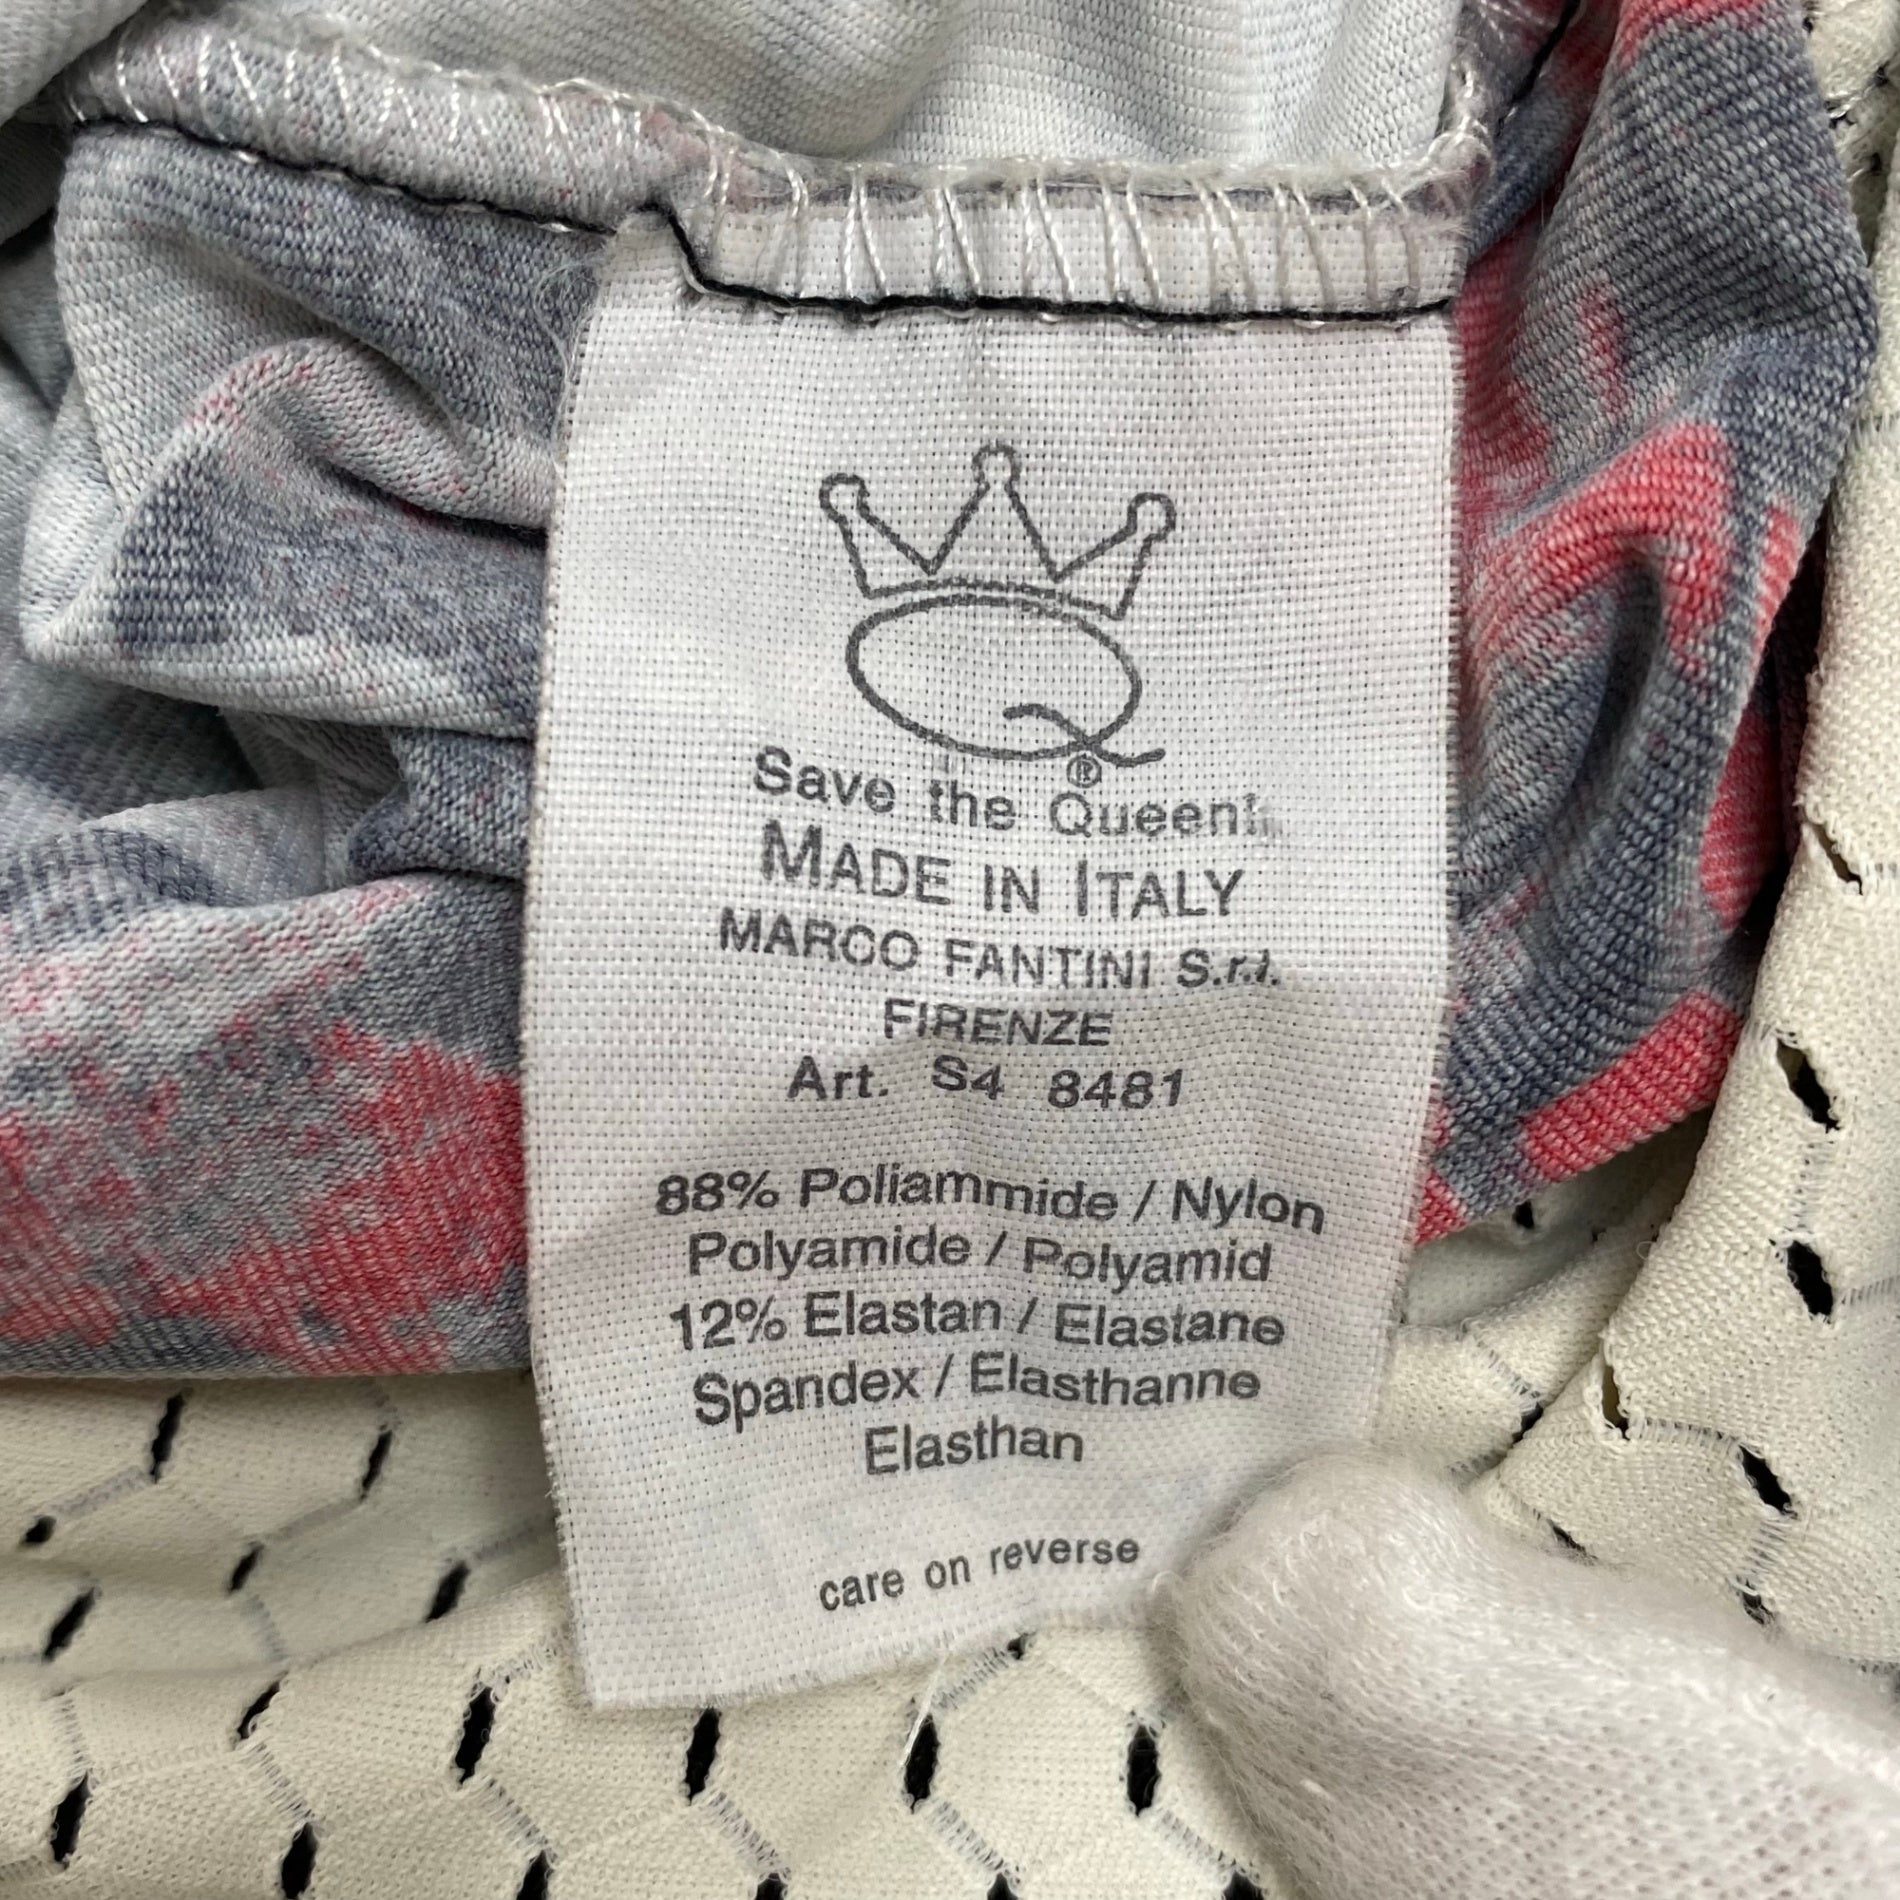 Q®
Save the Queen!
MADE IN ITALY
MARCO FANTINI S.r.l.
FIRENZE
Art. S4 8481
88% Poliammide / Nylon
Polyamide / Polyamid
12% Elastan / Elastane
Spandex / Elasthanne
Elasthan
care on reverse